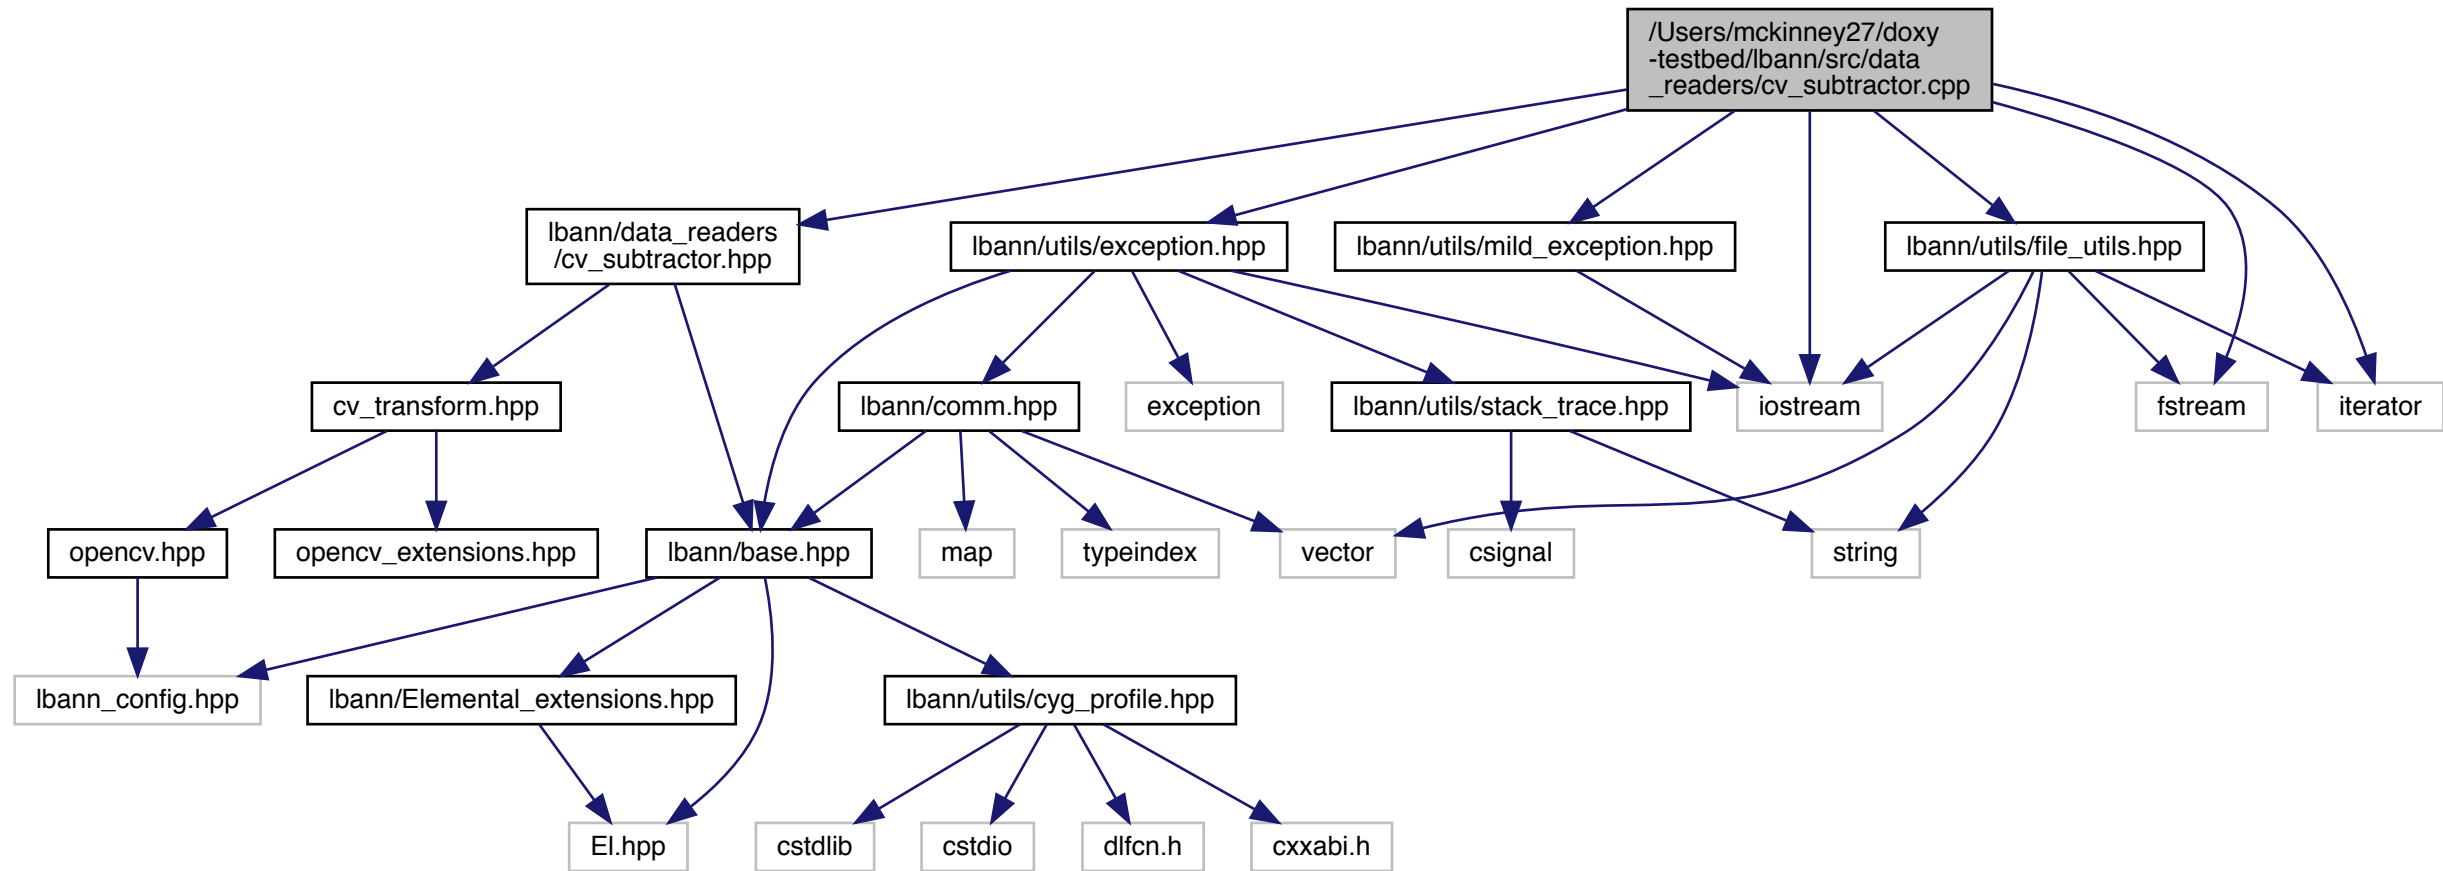 /Users/mckinney27/doxy
-testbed/lbann/src/data
_readers/cv_subtractor.cpp
lbann/data_readers
/cv_subtractor.hpp
lbann/utils/exception.hpp
lbann/utils/mild_exception.hpp
lbann/utils/file_utils.hpp
cv_transform.hpp
lbann/comm.hpp
exception
lbann/utils/stack_trace.hpp
iostream
fstream
iterator
opencv.hpp
opencv_extensions.hpp
lbann/base.hpp
map
typeindex
vector
csignal
string
lbann_config.hpp
lbann/Elemental_extensions.hpp
lbann/utils/cyg_profile.hpp
El.hpp
cstdlib
cstdio
dlfcn.h
cxxabi.h